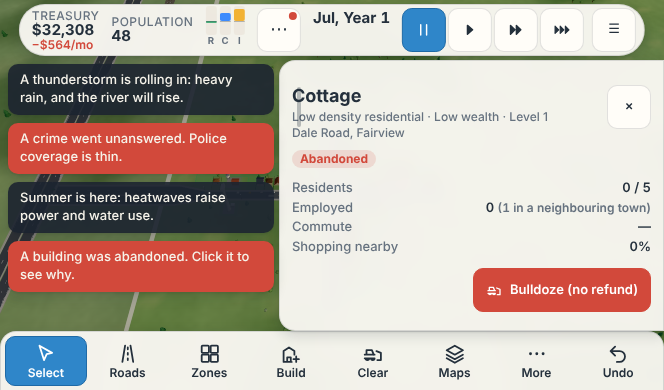 TREASURY
$32,308
−$564/mo
POPULATION
48
R C I
Jul, Year 1
A thunderstorm is rolling in: heavy
rain, and the river will rise.
A crime went unanswered. Police
coverage is thin.
Summer is here: heatwaves raise
power and water use.
A building was abandoned. Click it to
see why.
Cottage
Low density residential · Low wealth · Level 1
Dale Road, Fairview
Abandoned
Residents 0 / 5
Employed 0 (1 in a neighbouring town)
Commute —
Shopping nearby 0%
Bulldoze (no refund)
Select Roads Zones Build Clear Maps More Undo